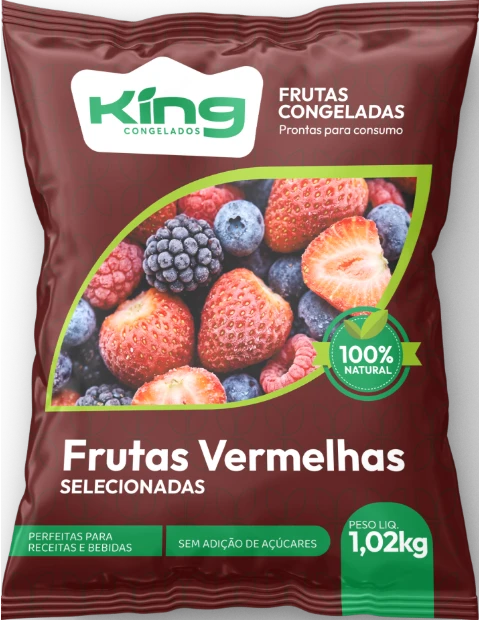 King
CONGELADOS
FRUTAS
CONGELADAS
Prontas para consumo
100%
NATURAL
Frutas Vermelhas
SELECIONADAS
PERFEITAS PARA
RECEITAS E BEBIDAS
SEM ADIÇÃO DE AÇÚCARES
PESO LIQ.
1,02kg